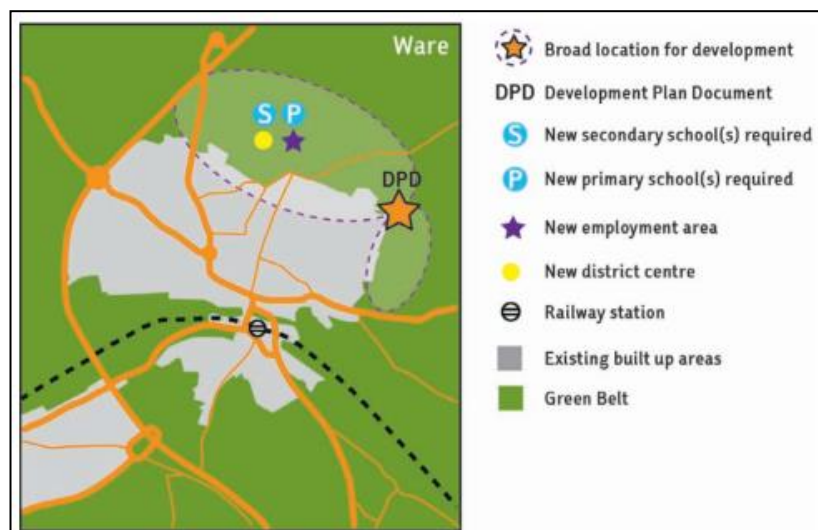 Ware
S P
DPD
Broad location for development
DPD Development Plan Document
S New secondary school(s) required
P New primary school(s) required
New employment area
New district centre
Railway station
Existing built up areas
Green Belt